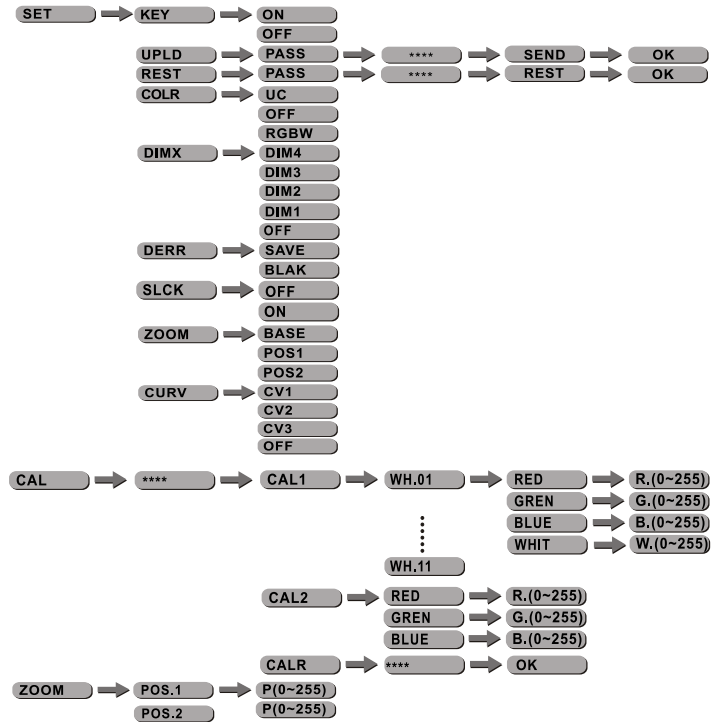 SET KEY ON
OFF
UPLD PASS **** SEND OK
REST PASS **** REST OK
COLR UC
OFF
RGBW
DIMX DIM4
DIM3
DIM2
DIM1
OFF
DERR SAVE
BLAK
SLCK OFF
ON
ZOOM BASE
POS1
POS2
CURV CV1
CV2
CV3
OFF
CAL **** CAL1 WH.01 RED R.(0~255)
GREN G.(0~255)
BLUE B.(0~255)
WHIT W.(0~255)
WH.11
CAL2 RED R.(0~255)
GREN G.(0~255)
BLUE B.(0~255)
CALR **** OK
ZOOM POS.1 P(0~255)
POS.2 P(0~255)